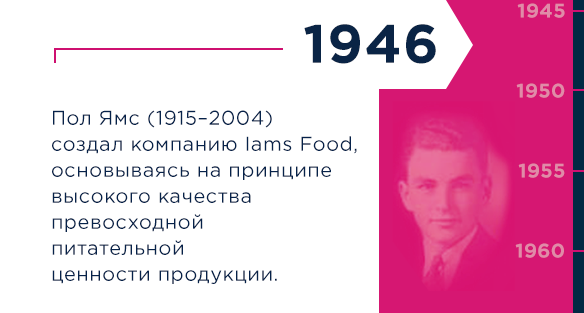 1946
Пол Ямс (1915–2004)
создал компанию Iams Food,
основываясь на принципе
высокого качества
превосходной
питательной
ценности продукции.
1945
1950
1955
1960